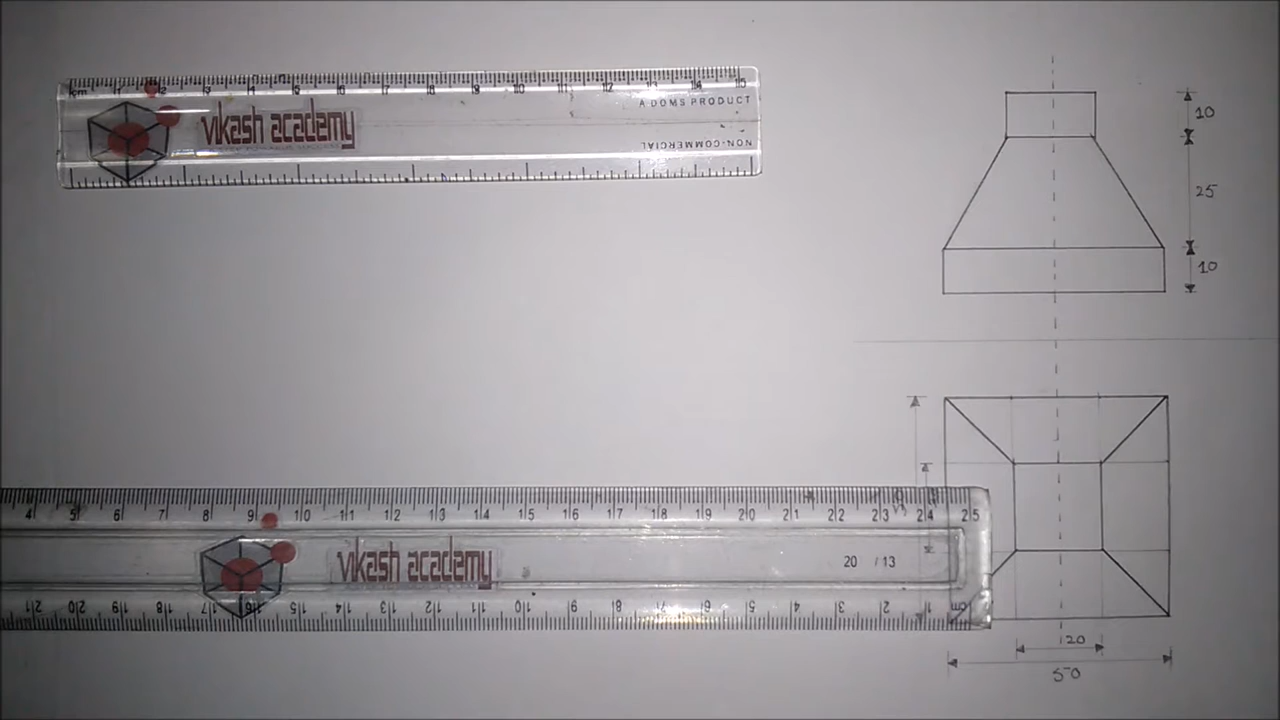 cm 1 2 3 4 5 6 7 8 9 10 11 12 13 14 15
A DOMS PRODUCT
vikash academy
NON-COMMERCIAL
10
25
10
4 5 6 7 8 9 10 11 12 13 14 15 16 17 18 19 20 21 22 23 24 25
vikash academy
20 / 13
21 20 19 18 17 16 15 14 13 12 11 10 9 8 7 6 5 4 3 2 1 cm
20
50